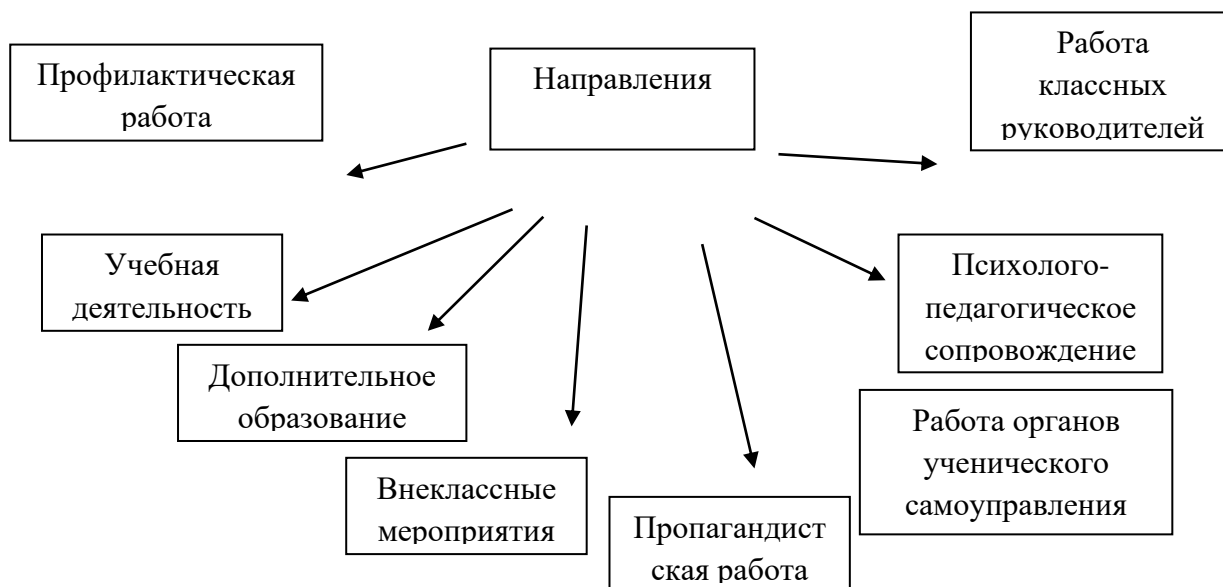 Направления
Профилактическая
работа
Работа
классных
руководителей
Учебная
деятельность
Психолого-
педагогическое
сопровождение
Дополнительное
образование
Работа органов
ученического
самоуправления
Внеклассные
мероприятия
Пропагандист
ская работа